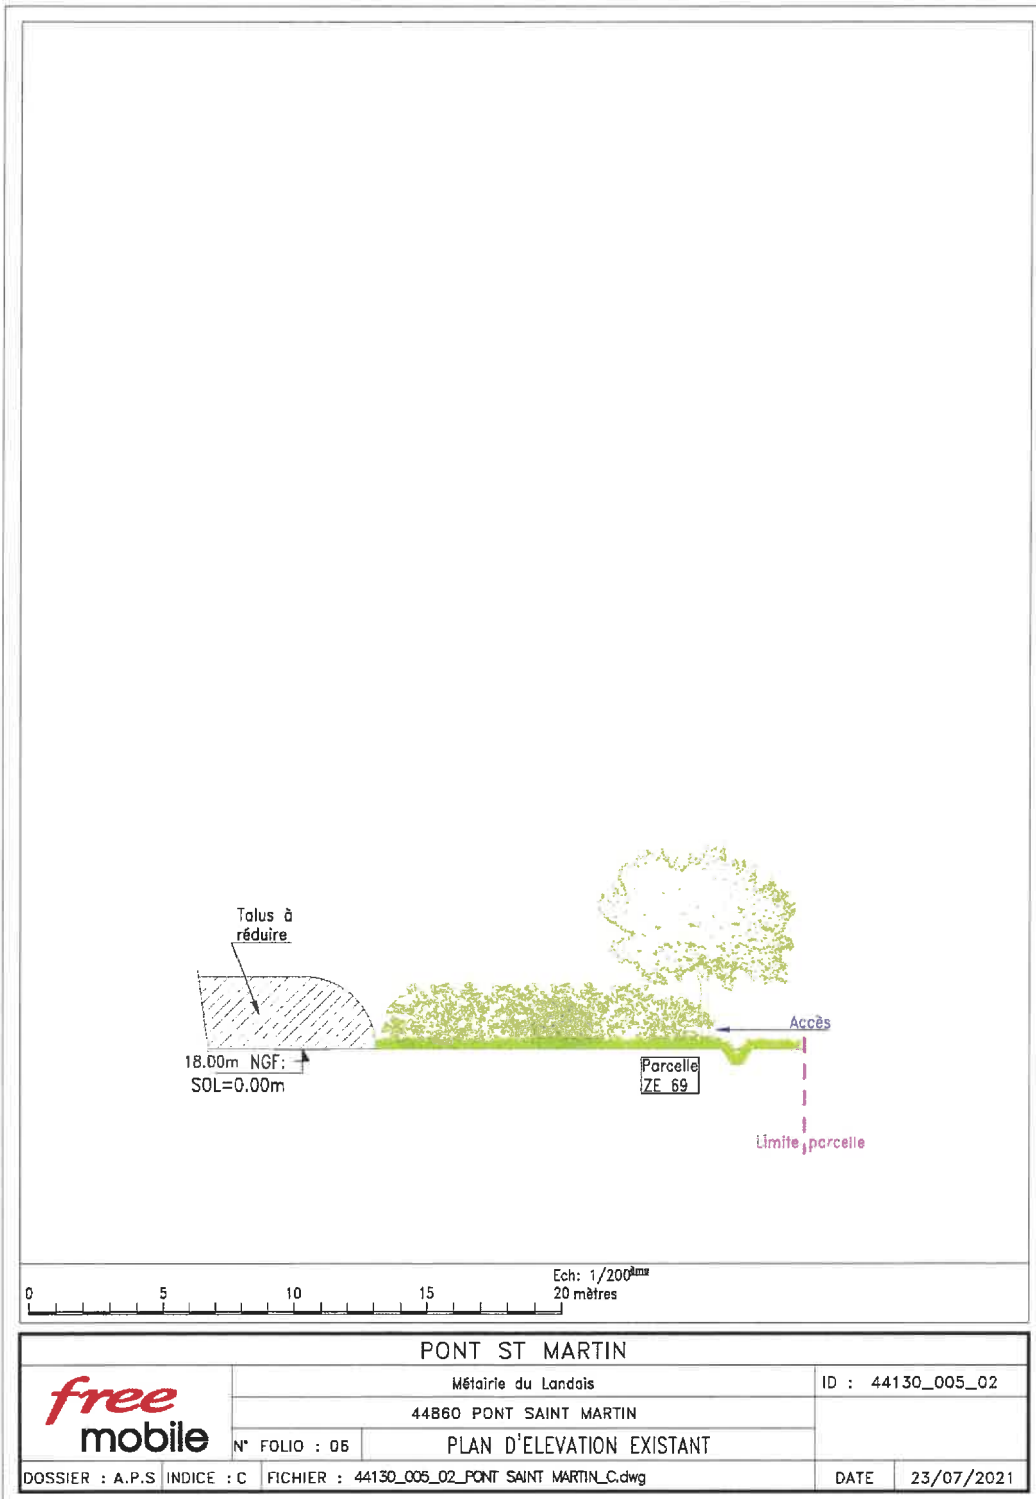 Talus à
réduire
Accès
18.00m NGF:
SOL=0.00m
Parcelle
ZE 69
Limite parcelle
Ech: 1/200ème
0 5 10 15 20 mètres
PONT ST MARTIN
free
mobile
Métairie du Landais
ID : 44130_005_02
44860 PONT SAINT MARTIN
N° FOLIO : 06
PLAN D'ELEVATION EXISTANT
DOSSIER : A.P.S
INDICE : C
FICHIER : 44130_005_02_PONT SAINT MARTIN_C.dwg
DATE
23/07/2021